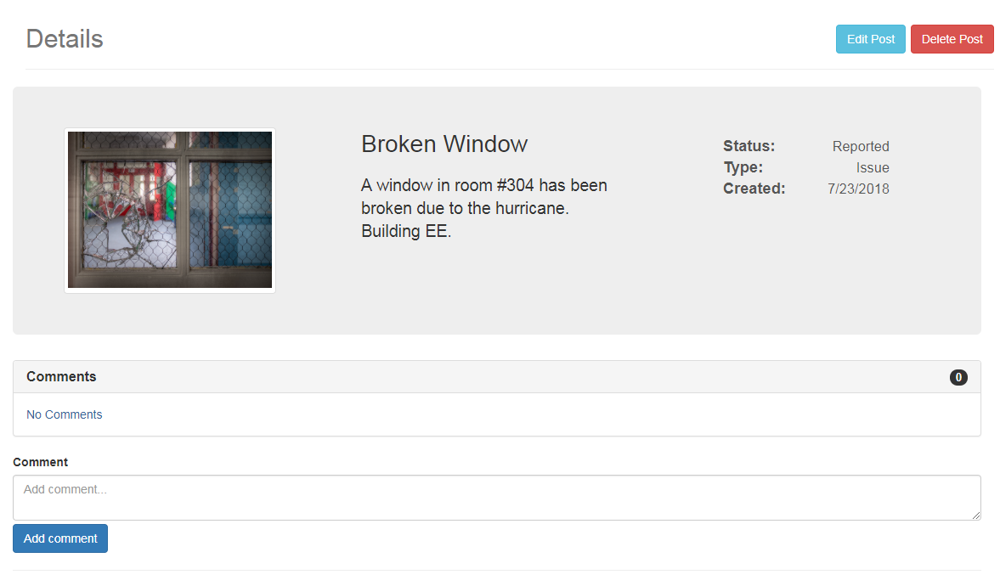 Details
Edit Post
Delete Post
Broken Window
A window in room #304 has been
broken due to the hurricane.
Building EE.
Status: Reported
Type: Issue
Created: 7/23/2018
Comments 0
No Comments
Comment
Add comment...
Add comment